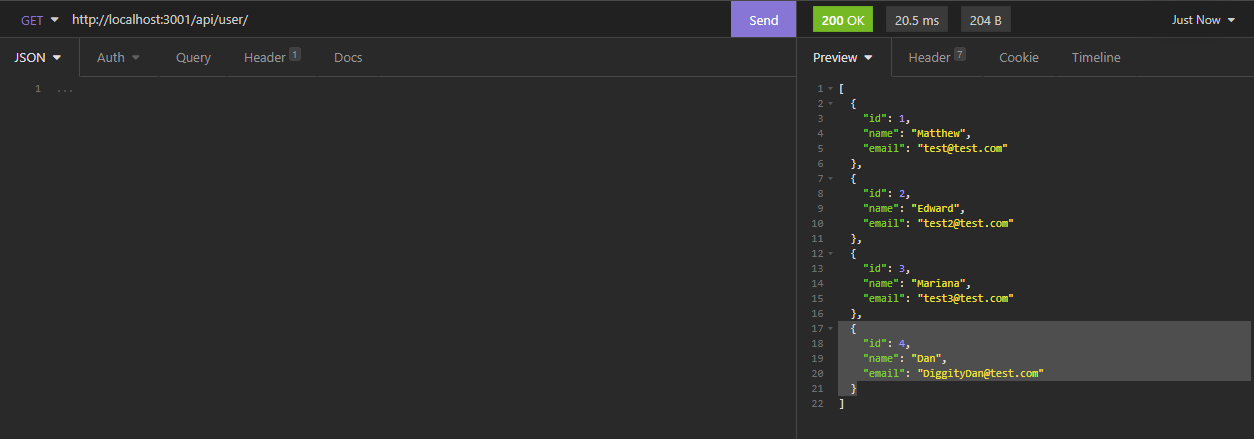 GET http://localhost:3001/api/user/ Send 200 OK 20.5 ms 204 B Just Now
JSON Auth Query Header 1 Docs Preview Header 7 Cookie Timeline
1 ...
1 [
2 {
3 "id": 1,
4 "name": "Matthew",
5 "email": "test@test.com"
6 },
7 {
8 "id": 2,
9 "name": "Edward",
10 "email": "test2@test.com"
11 },
12 {
13 "id": 3,
14 "name": "Mariana",
15 "email": "test3@test.com"
16 },
17 {
18 "id": 4,
19 "name": "Dan",
20 "email": "DiggityDan@test.com"
21 }
22 ]